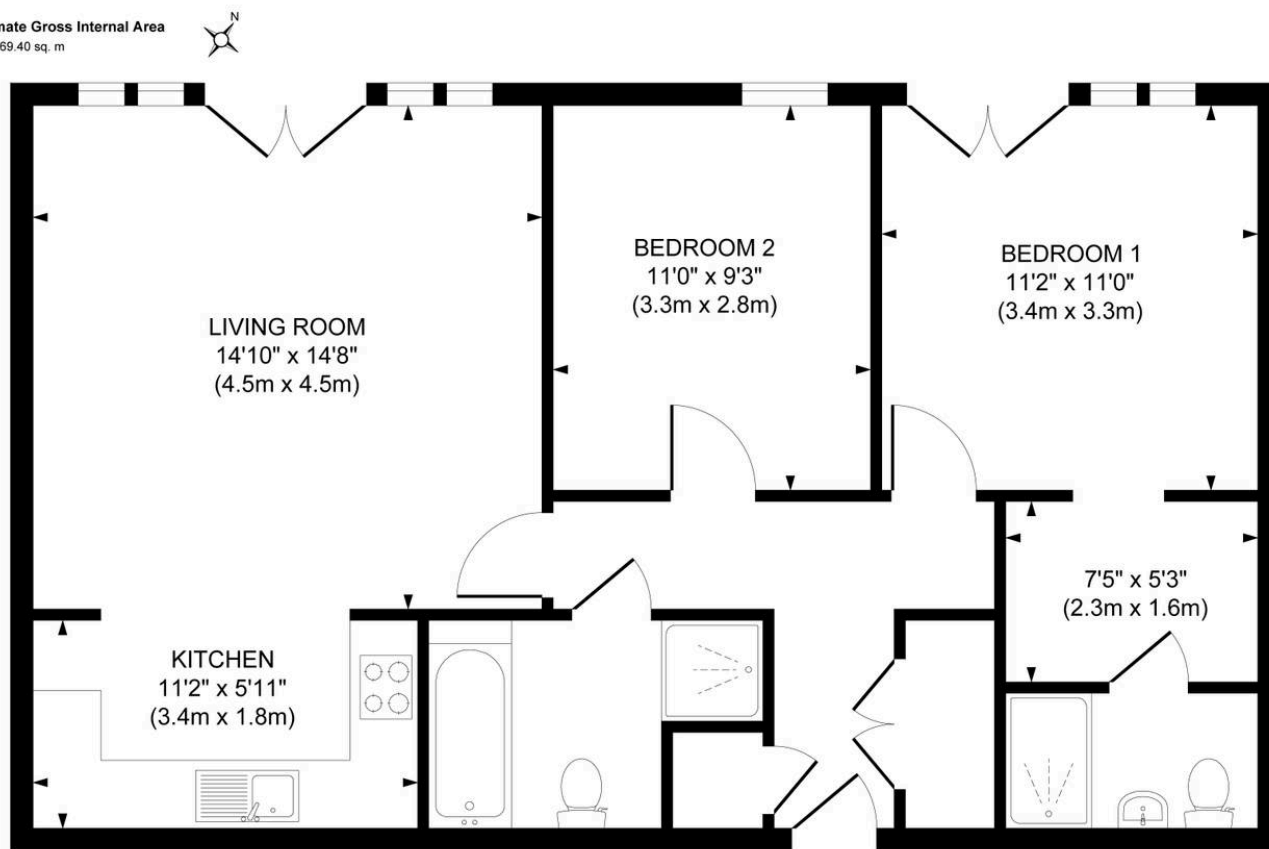 Gross Internal Area
69.40 sq. m
N
LIVING ROOM
14'10" x 14'8"
(4.5m x 4.5m)
BEDROOM 2
11'0" x 9'3"
(3.3m x 2.8m)
BEDROOM 1
11'2" x 11'0"
(3.4m x 3.3m)
KITCHEN
11'2" x 5'11"
(3.4m x 1.8m)
7'5" x 5'3"
(2.3m x 1.6m)